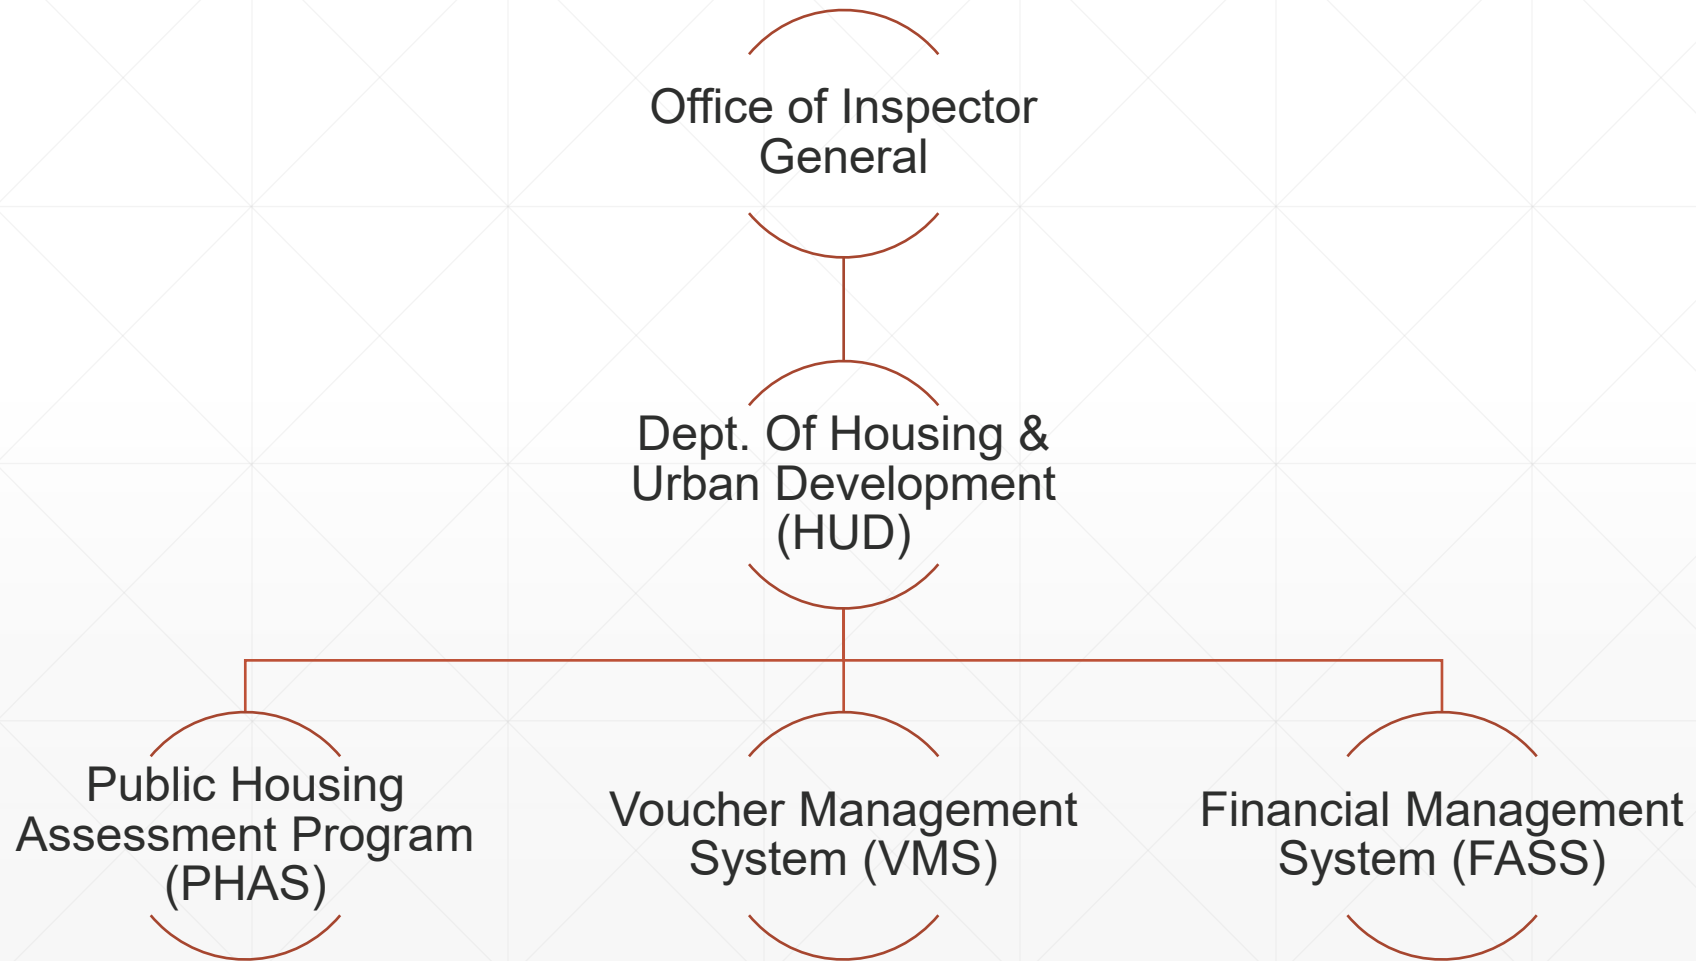 Office of Inspector
General
Dept. Of Housing &
Urban Development
(HUD)
Public Housing
Assessment Program
(PHAS)
Voucher Management
System (VMS)
Financial Management
System (FASS)